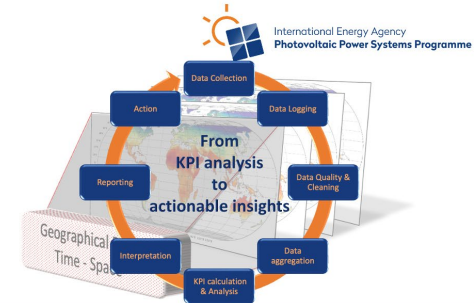 International Energy Agency
Photovoltaic Power Systems Programme
Data Collection
Data Logging
Data Quality &
Cleaning
Data
aggregation
KPI calculation
& Analysis
Interpretation
Reporting
Action
From
KPI analysis
to
actionable insights
Geographical
Time - Space